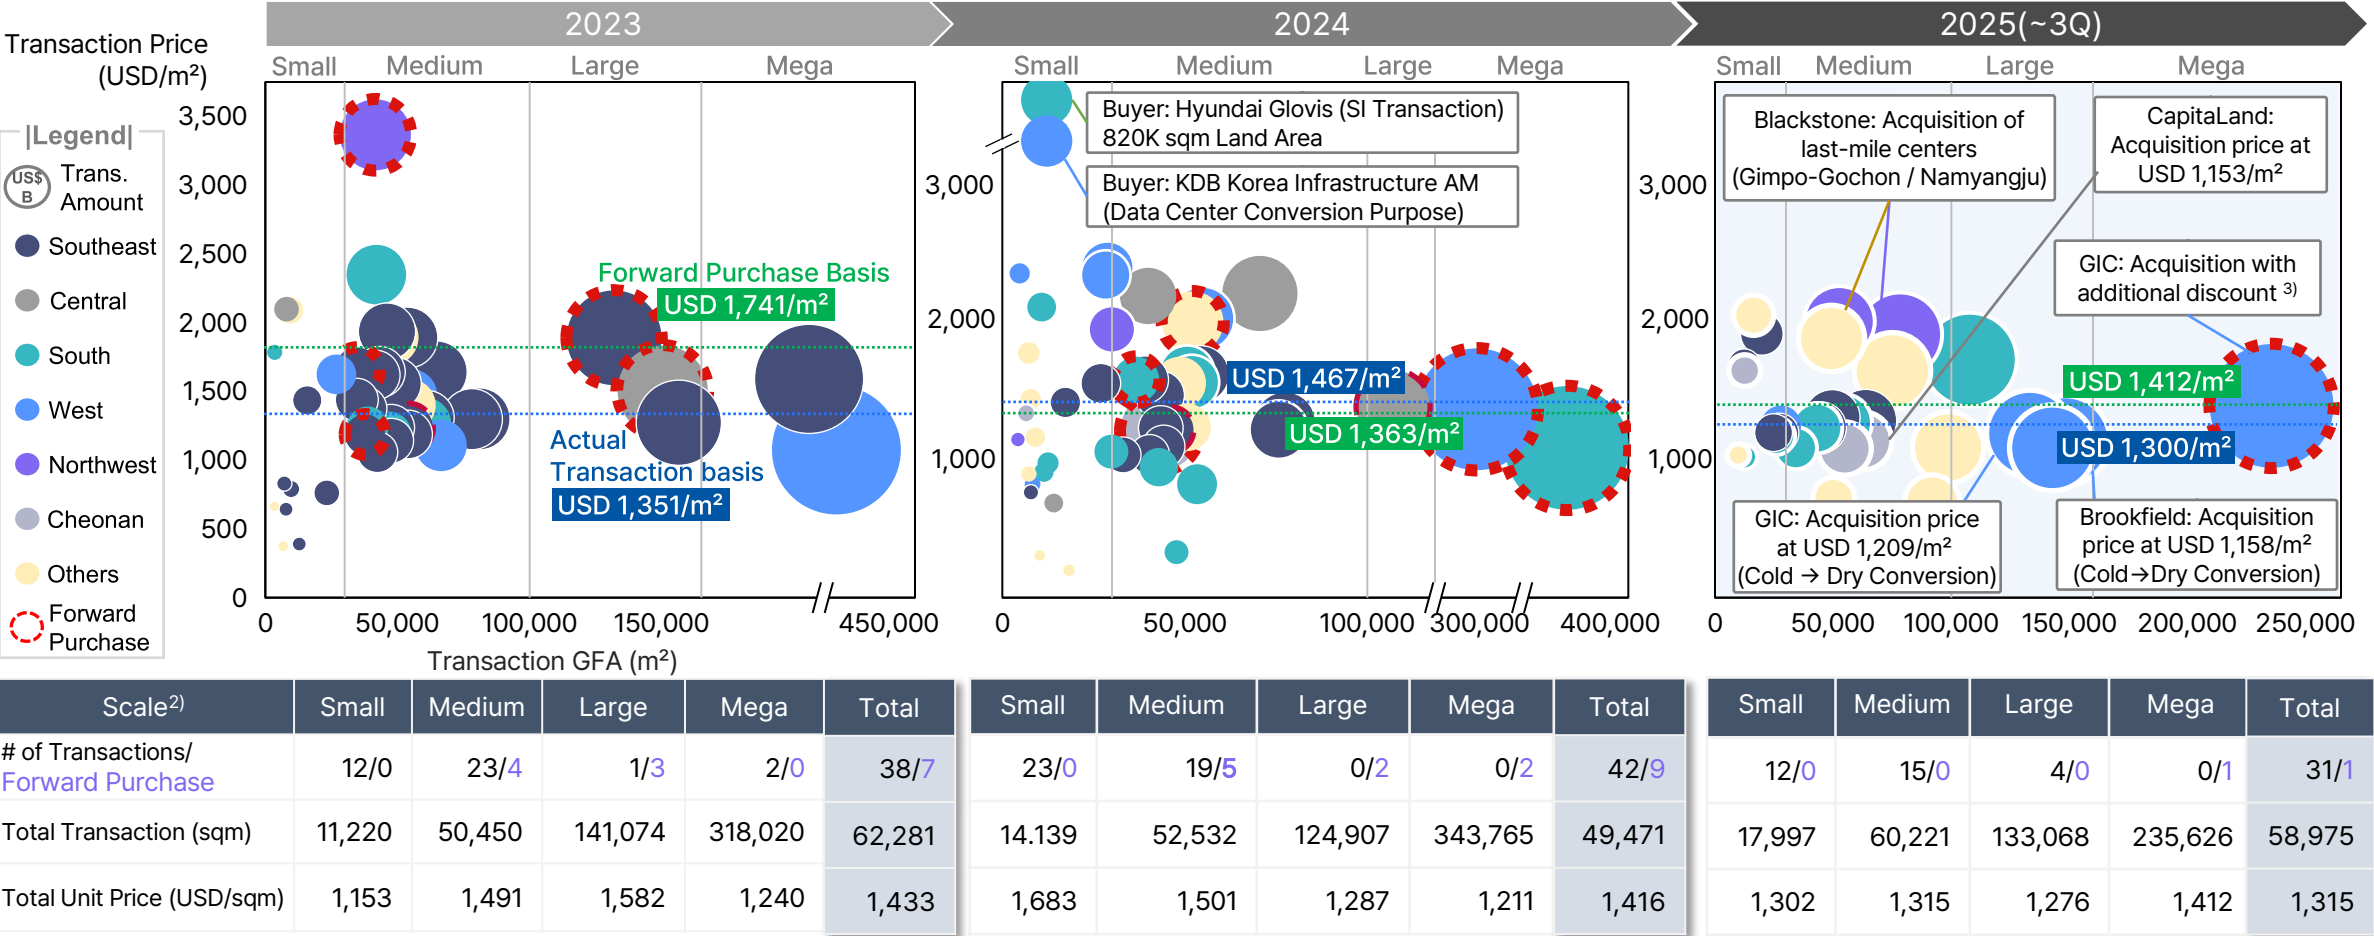 2023
2024
2025(~3Q)
Transaction Price
(USD/m²)
Small
Medium
Large
Mega
Small
Medium
Large
Mega
Small
Medium
Large
Mega
|Legend|
US$
B
Trans.
Amount
Southeast
Central
South
West
Northwest
Cheonan
Others
Forward
Purchase
3,500
3,000
2,500
2,000
1,500
1,000
500
0
Forward Purchase Basis
USD 1,741/m²
Actual
Transaction basis
USD 1,351/m²
0
50,000
100,000
150,000
450,000
Transaction GFA (m²)
3,000
2,000
1,000
Buyer: Hyundai Glovis (SI Transaction)
820K sqm Land Area
Buyer: KDB Korea Infrastructure AM
(Data Center Conversion Purpose)
USD 1,467/m²
USD 1,363/m²
0
50,000
100,000
300,000
400,000
3,000
2,000
1,000
Blackstone: Acquisition of
last-mile centers
(Gimpo-Gochon / Namyangju)
CapitaLand:
Acquisition price at
USD 1,153/m²
GIC: Acquisition with
additional discount 3)
USD 1,412/m²
USD 1,300/m²
GIC: Acquisition price
at USD 1,209/m²
(Cold → Dry Conversion)
Brookfield: Acquisition
price at USD 1,158/m²
(Cold→Dry Conversion)
0
50,000
100,000
150,000
200,000
250,000
Scale2) Small Medium Large Mega Total Small Medium Large Mega Total Small Medium Large Mega Total
# of Transactions/
Forward Purchase
12/0 23/4 1/3 2/0 38/7 23/0 19/5 0/2 0/2 42/9 12/0 15/0 4/0 0/1 31/1
Total Transaction (sqm) 11,220 50,450 141,074 318,020 62,281 14.139 52,532 124,907 343,765 49,471 17,997 60,221 133,068 235,626 58,975
Total Unit Price (USD/sqm) 1,153 1,491 1,582 1,240 1,433 1,683 1,501 1,287 1,211 1,416 1,302 1,315 1,276 1,412 1,315